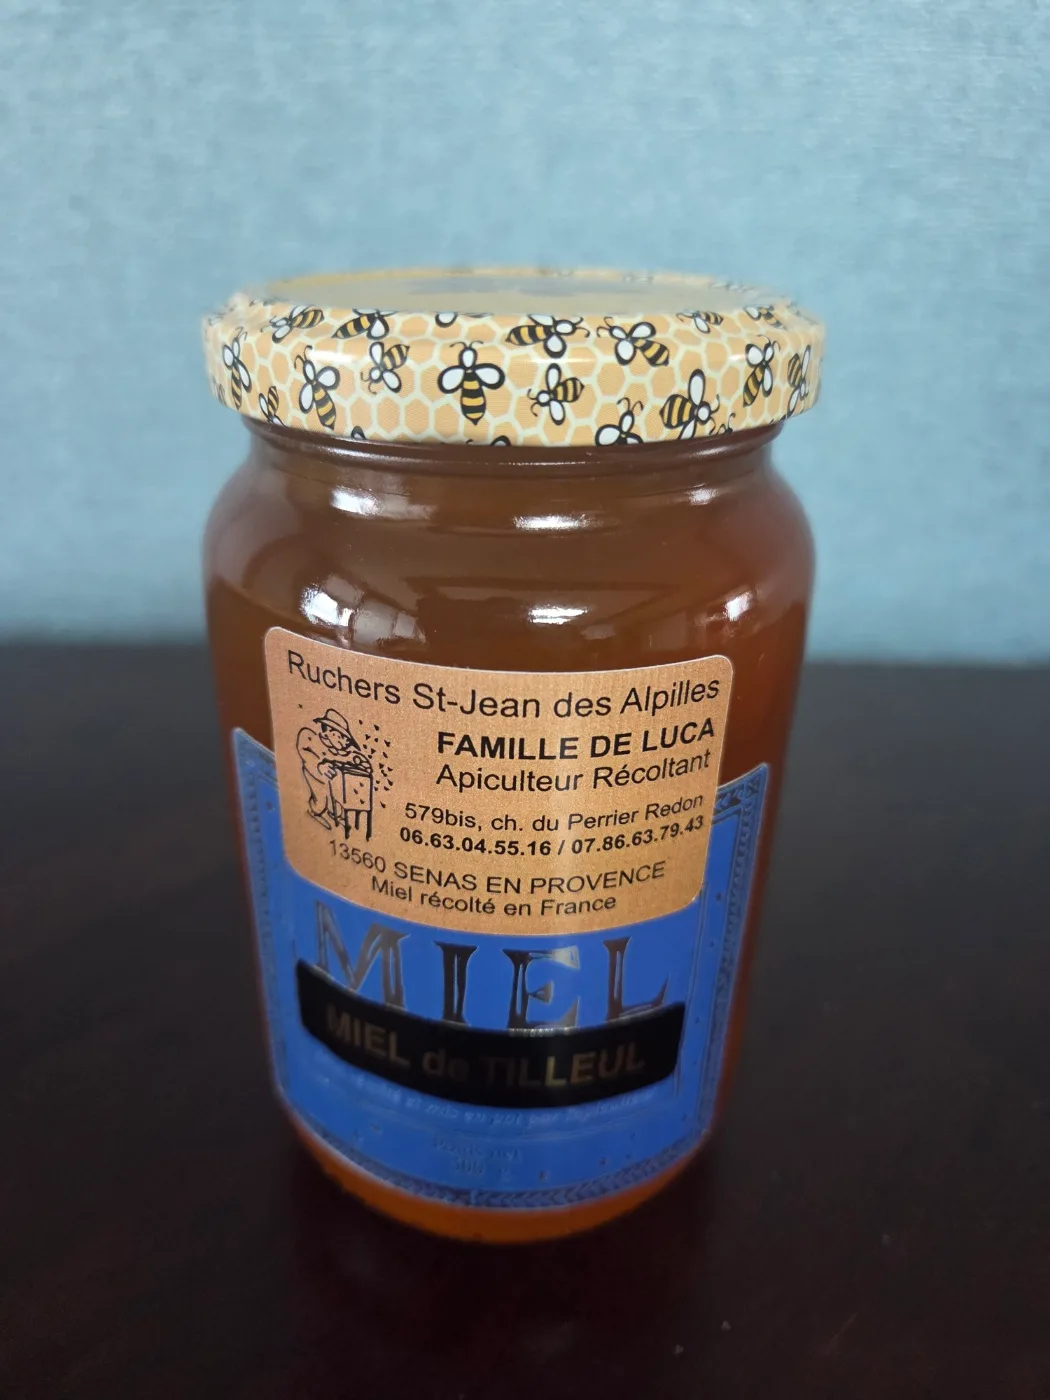 Ruchers St-Jean des Alpilles
FAMILLE DE LUCA
Apiculteur Récoltant
579bis, ch. du Perrier Redon
06.63.04.55.16 / 07.86.63.79.43
13560 SENAS EN PROVENCE
Miel récolté en France
MIEL
MIEL de TILLEUL